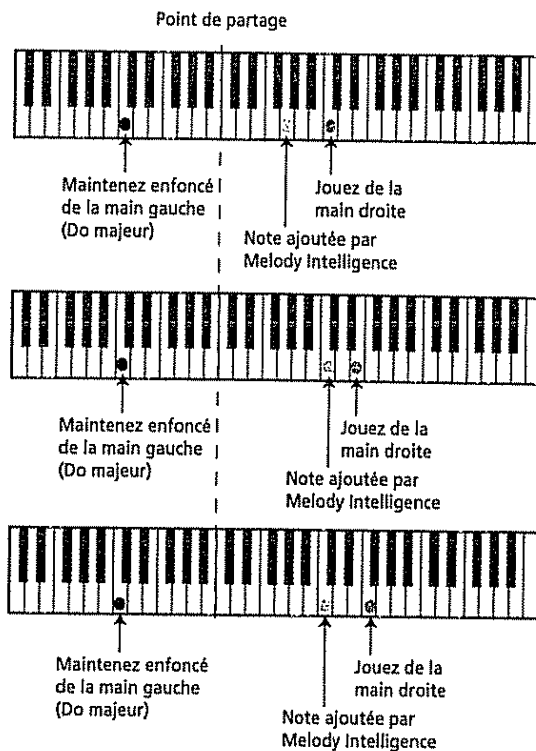 Point de partage
Maintenez enfoncé
de la main gauche
(Do majeur)
Jouez de la
main droite
Note ajoutée par
Melody Intelligence
Maintenez enfoncé
de la main gauche
(Do majeur)
Jouez de la
main droite
Note ajoutée par
Melody Intelligence
Maintenez enfoncé
de la main gauche
(Do majeur)
Jouez de la
main droite
Note ajoutée par
Melody Intelligence